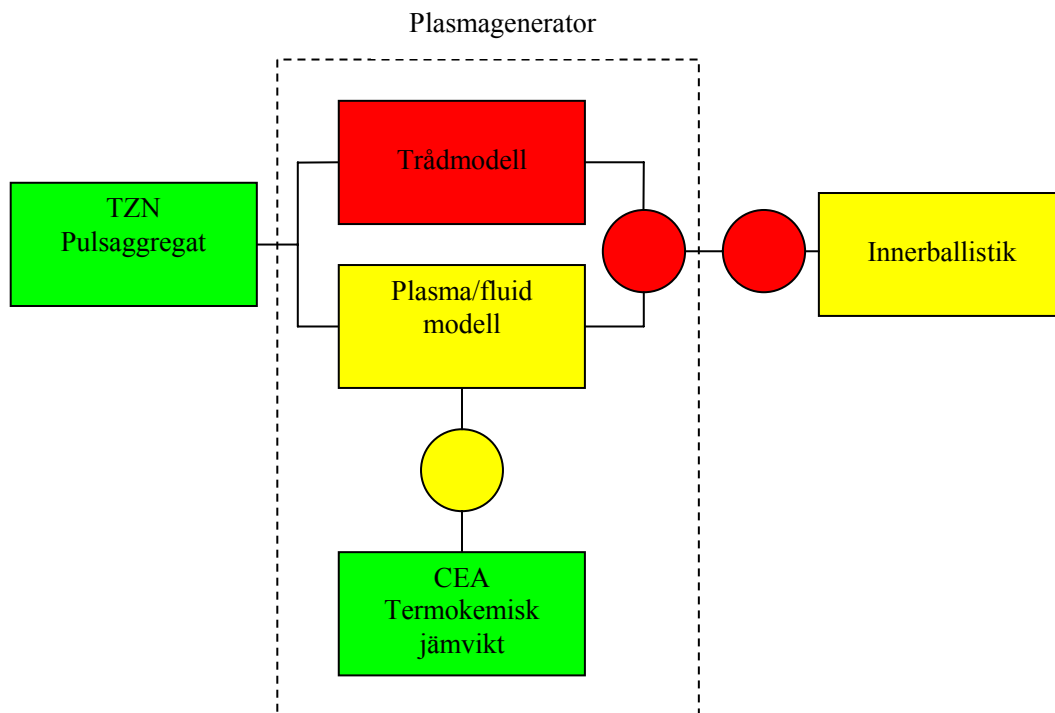 Plasmagenerator
Trådmodell
TZN
Pulsaggregat
Plasma/fluid
modell
Innerballistik
CEA
Termokemisk
jämvikt